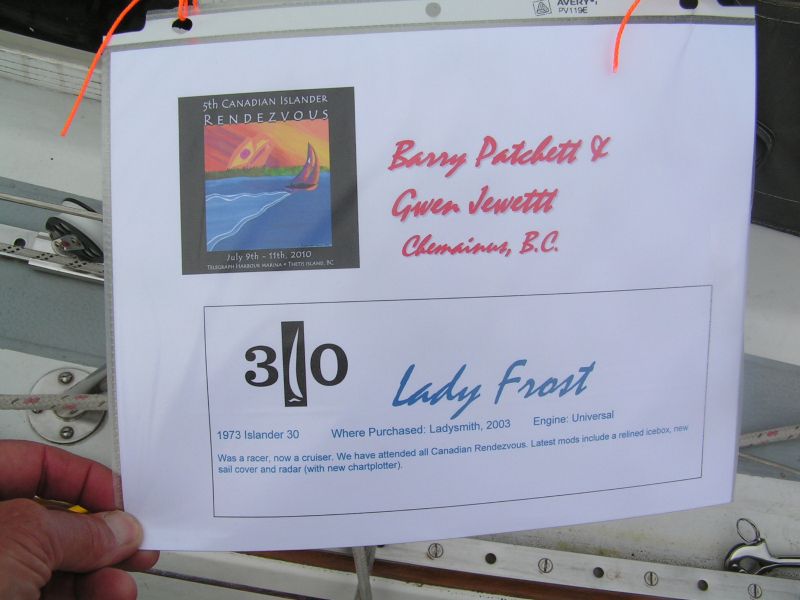 AVERY
PV119E
5th Canadian Islander
Rendezvous
July 9th - 11th, 2010
Telegraph Harbour Marina • Thetis Island, BC
Barry Patchett &
Gwen Jewettt
Chemainus, B.C.
30
Lady Frost
1973 Islander 30 Where Purchased: Ladysmith, 2003 Engine: Universal
Was a racer, now a cruiser. We have attended all Canadian Rendezvous. Latest mods include a relined icebox, new
sail cover and radar (with new chartplotter).